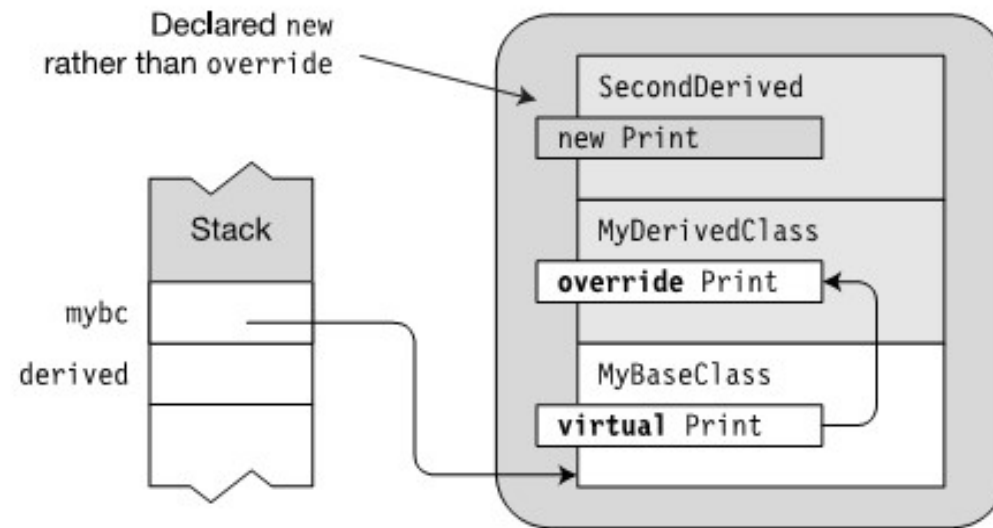 Declared new
rather than override
SecondDerived
new Print
Stack
MyDerivedClass
override Print
mybc
derived
MyBaseClass
virtual Print